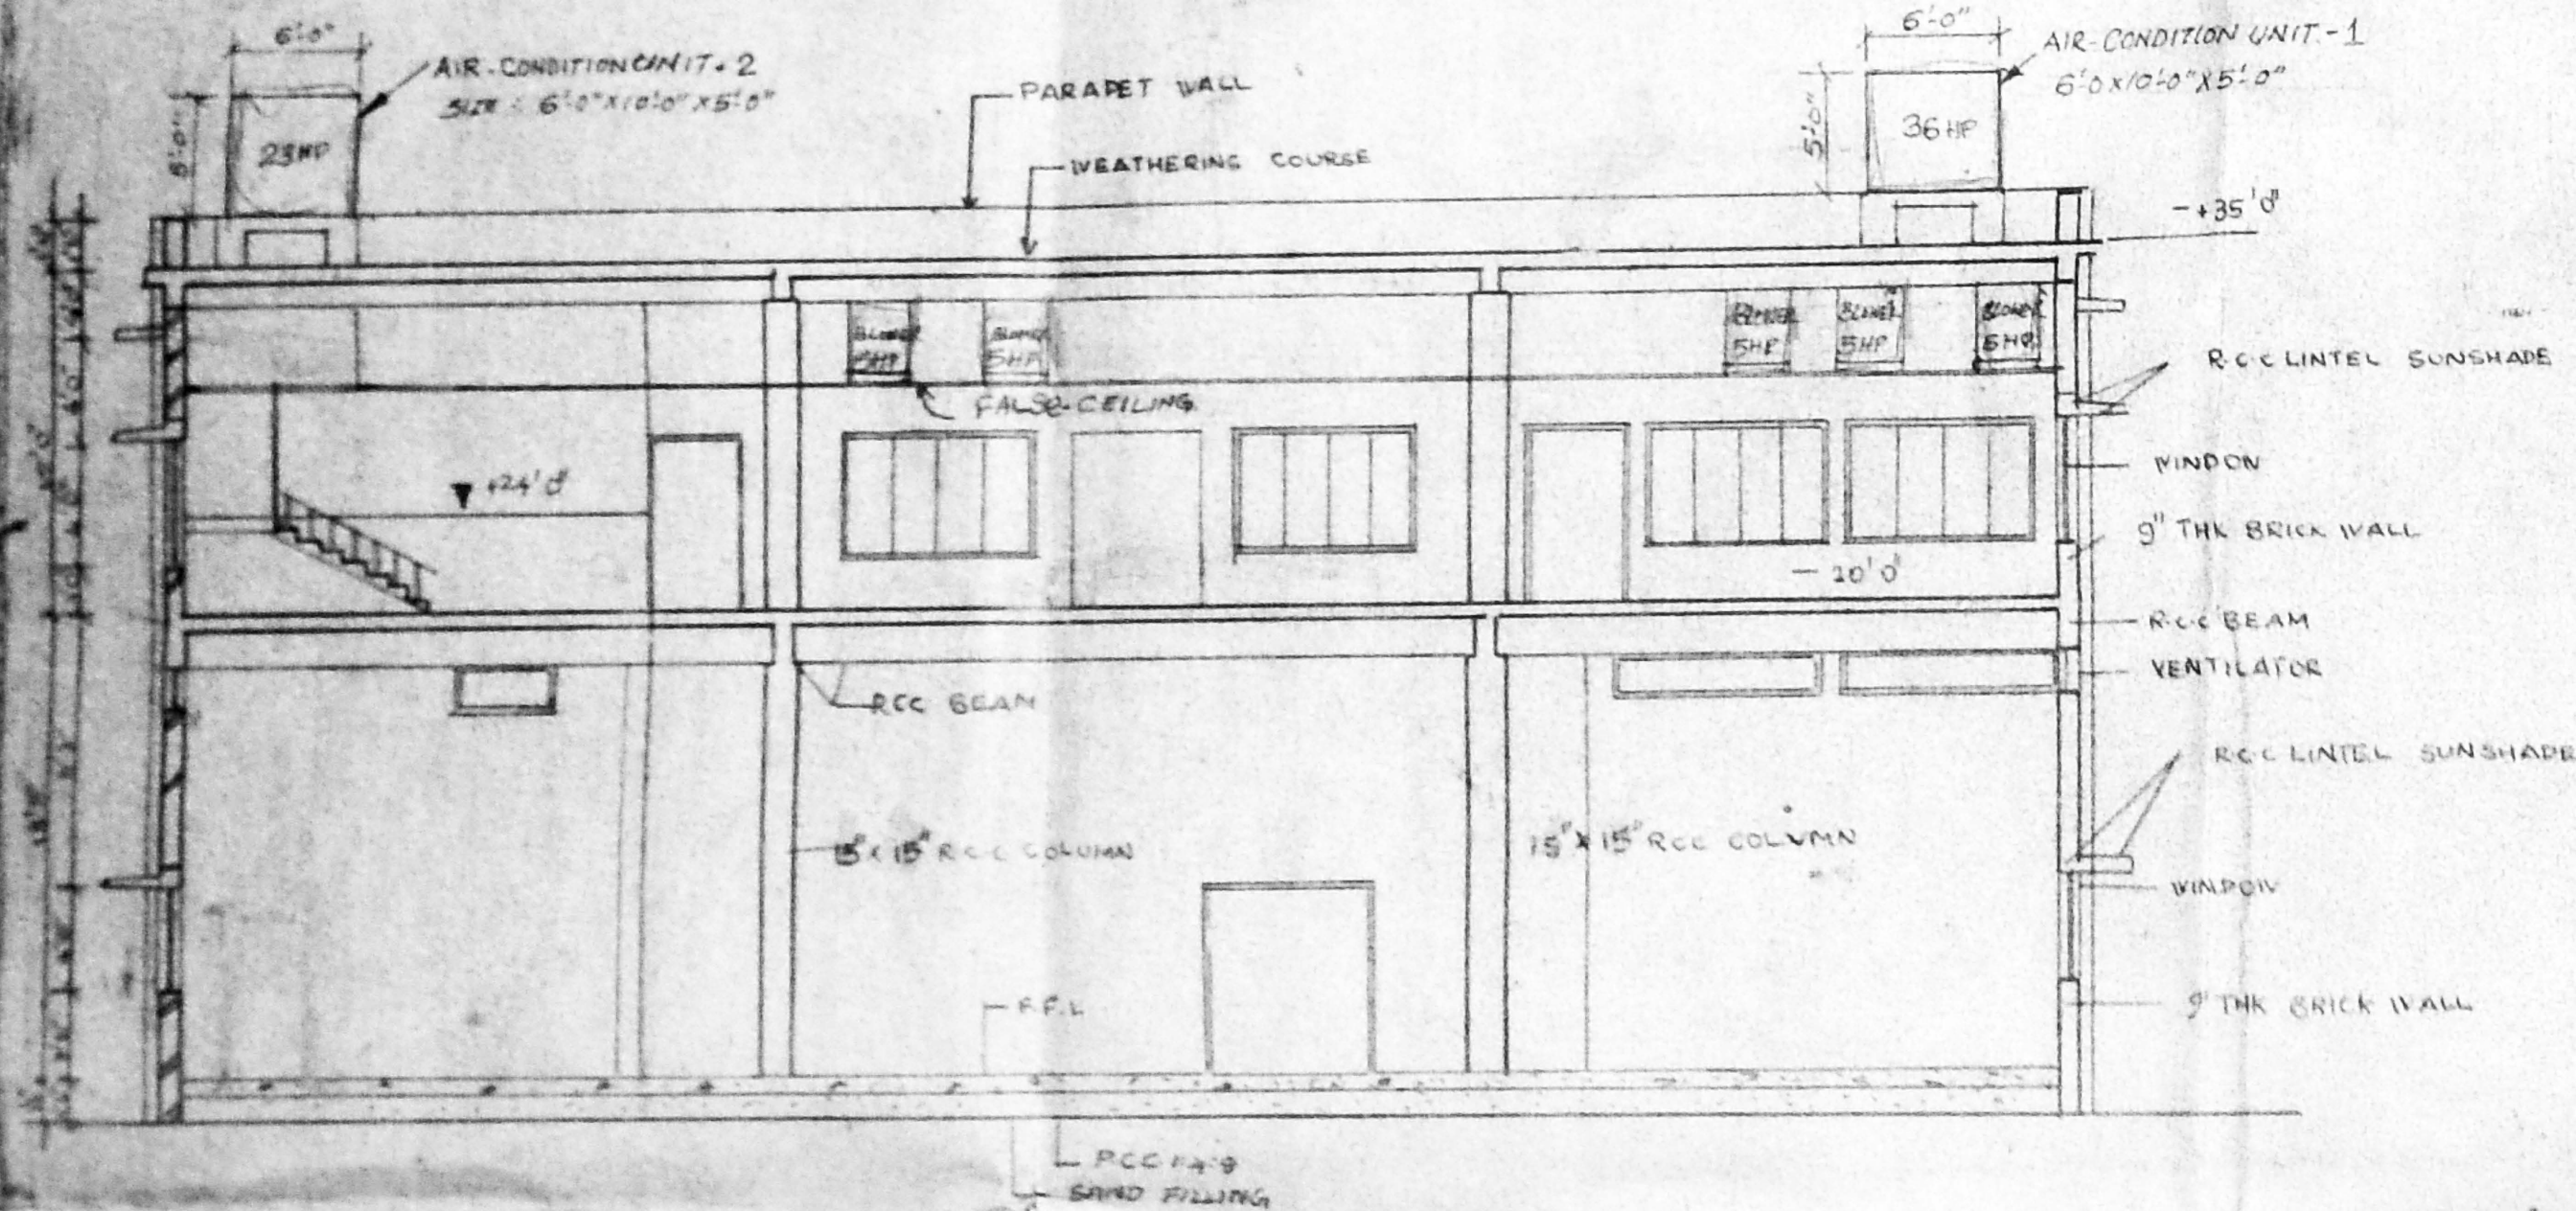 6'-0"
AIR-CONDITION UNIT. 2
SIZE : 6'-0"X10'-0"X5'-0"
5'-0"
23HP
PARAPET WALL
WEATHERING COURSE
6'-0"
AIR-CONDITION UNIT.-1
6'-0X10'-0"X5'-0"
5'-0"
36HP
+35'0"
BLOWER
5HP
BLOWER
5HP
BLOWER
5HP
BLOWER
5HP
FALSE-CEILING
R.C.C LINTEL SUNSHADE
WINDOW
+24'0"
9" THK BRICK WALL
20'0"
R.C.C BEAM
VENTILATOR
RCC BEAM
R.C.C LINTEL SUNSHADE
15"X15" R.C.C COLUMN
15"X15" RCC COLUMN
WINDOW
F.F.L
9" THK BRICK WALL
PCC 1:4:8
SAND FILLING